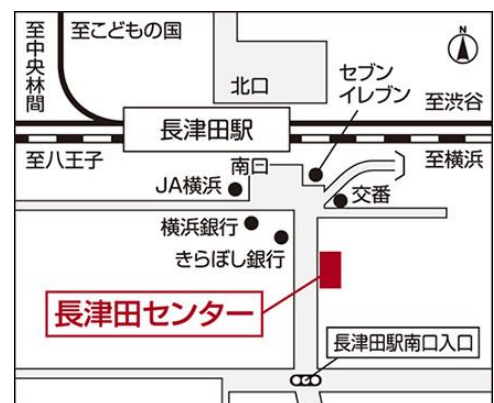 至中央林間
至こどもの国
N
北口
セブン
イレブン
至渋谷
長津田駅
至八王子
南口
至横浜
JA横浜
交番
横浜銀行
きらぼし銀行
長津田センター
長津田駅南口入口